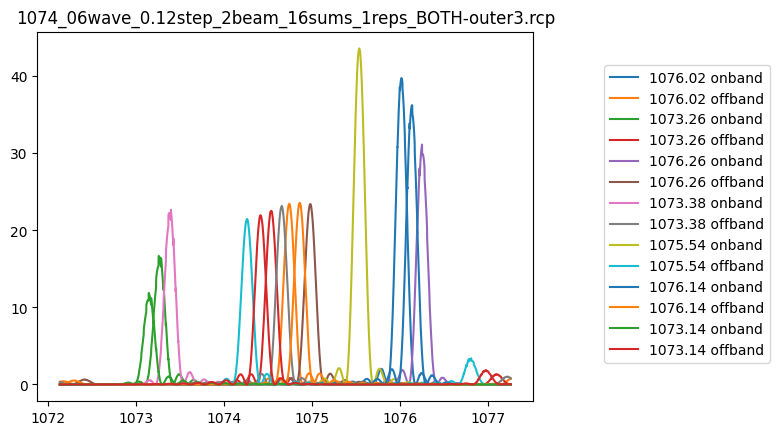 1074_06wave_0.12step_2beam_16sums_1reps_BOTH-outer3.rcp
40
30
20
10
0
1072
1073
1074
1075
1076
1077
1076.02 onband
1076.02 offband
1073.26 onband
1073.26 offband
1076.26 onband
1076.26 offband
1073.38 onband
1073.38 offband
1075.54 onband
1075.54 offband
1076.14 onband
1076.14 offband
1073.14 onband
1073.14 offband